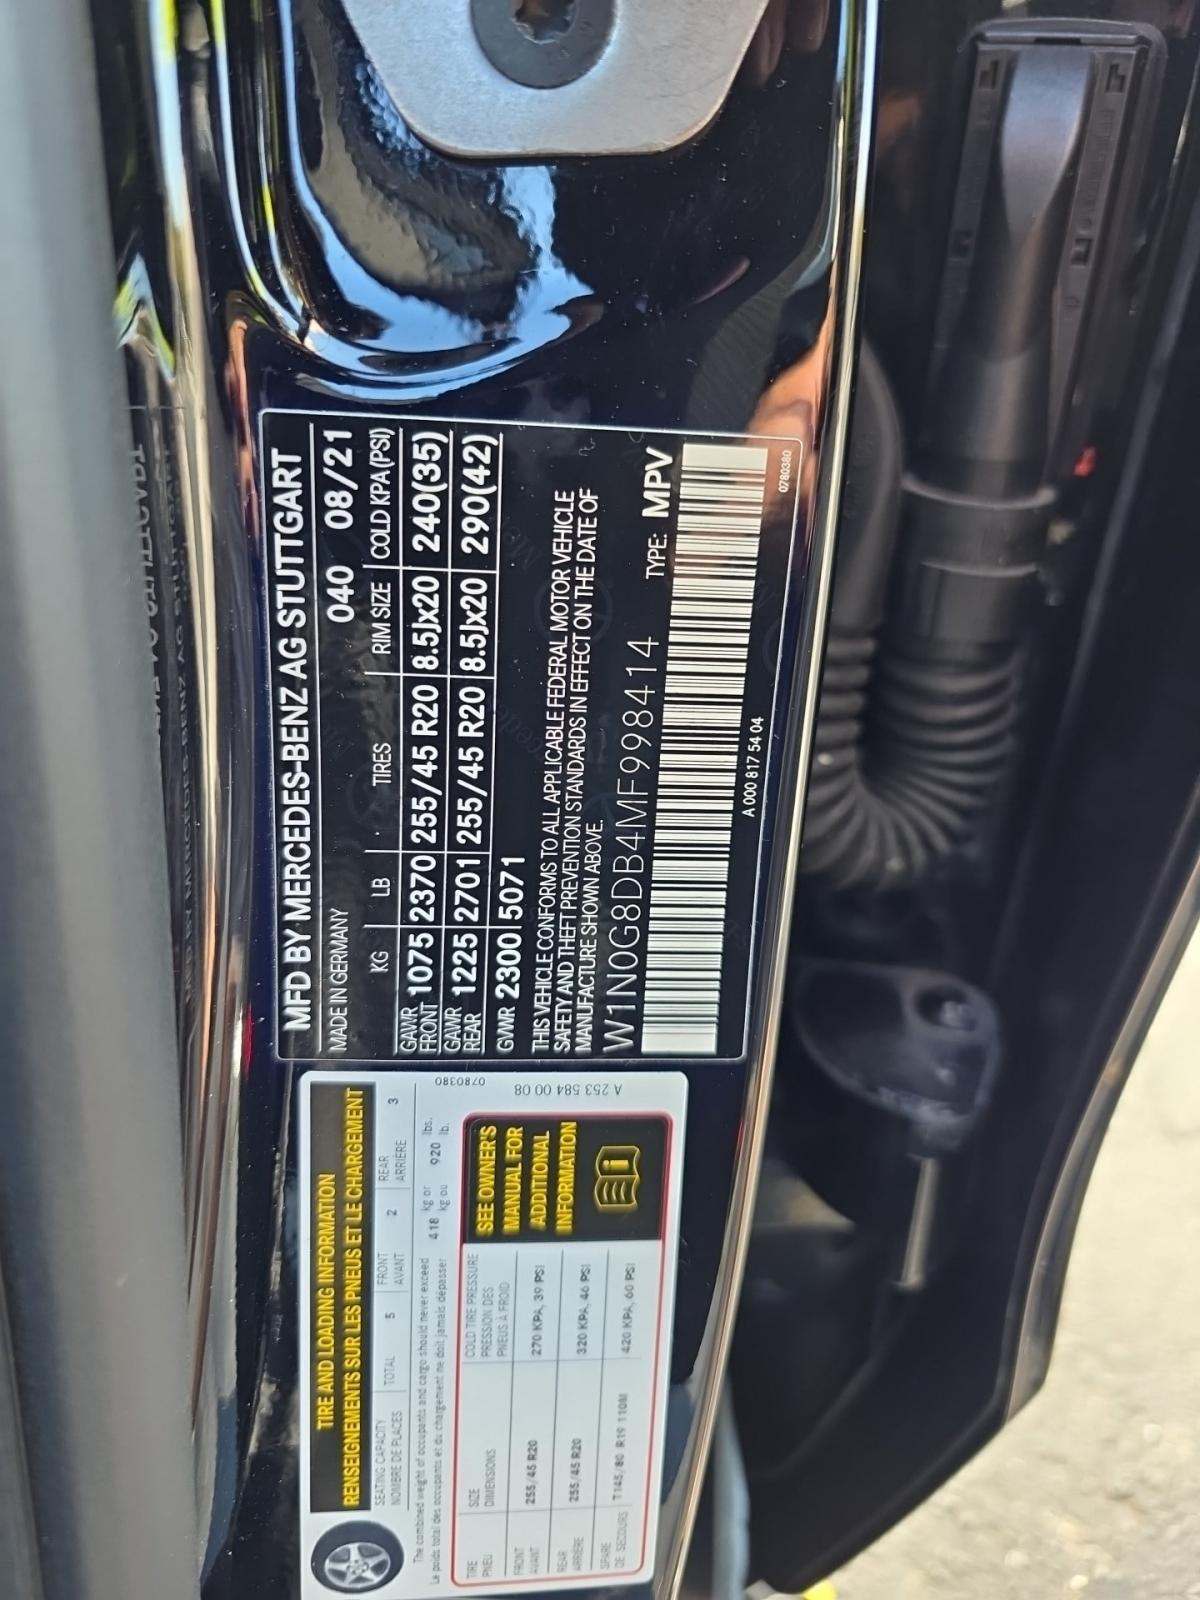 MFD BY MERCEDES-BENZ AG STUTTGART
MADE IN GERMANY 040 08/21
KG LB TIRES RIM SIZE COLD KPA (PSI)
GAWR FRONT 1075 2370 255/45 R20 8.5Jx20 240(35)
GAWR REAR 1225 2701 255/45 R20 8.5Jx20 290(42)
GVWR 2300 5071
THIS VEHICLE CONFORMS TO ALL APPLICABLE FEDERAL MOTOR VEHICLE
SAFETY AND THEFT PREVENTION STANDARDS IN EFFECT ON THE DATE OF
MANUFACTURE SHOWN ABOVE.
W1N0G8DB4MF998414 TYPE: MPV
A 000 817 54 04
0780380
TIRE AND LOADING INFORMATION
RENSEIGNEMENTS SUR LES PNEUS ET LE CHARGEMENT
SEATING CAPACITY TOTAL 5 FRONT 2 REAR 3
NOMBRE DE PLACES AVANT ARRIÈRE
The combined weight of occupants and cargo should never exceed 418 kg or 920 lbs.
Le poids total des occupants et du chargement ne doit jamais dépasser kg ou lb.
TIRE SIZE COLD TIRE PRESSURE
PNEU DIMENSIONS PRESSION DES
PNEUS A FROID
FRONT 255/45 R20 270 KPA, 39 PSI
AVANT
REAR 255/45 R20 320 KPA, 46 PSI
ARRIÈRE
SPARE T145/80 R19 110M 420 KPA, 60 PSI
DE SECOURS
SEE OWNER'S
MANUAL FOR
ADDITIONAL
INFORMATION
0780380
A 253 584 00 08